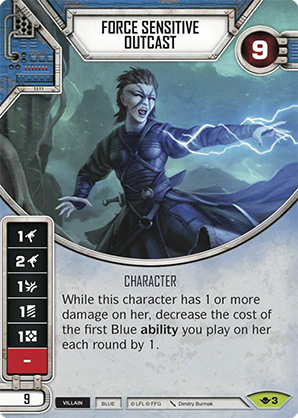 FORCE SENSITIVE
OUTCAST
9
1
2
1
1
1
–
CHARACTER
While this character has 1 or more
damage on her, decrease the cost of
the first Blue ability you play on her
each round by 1.
9
VILLAIN
BLUE
© LFL © FFG
Dimitry Burmak
3